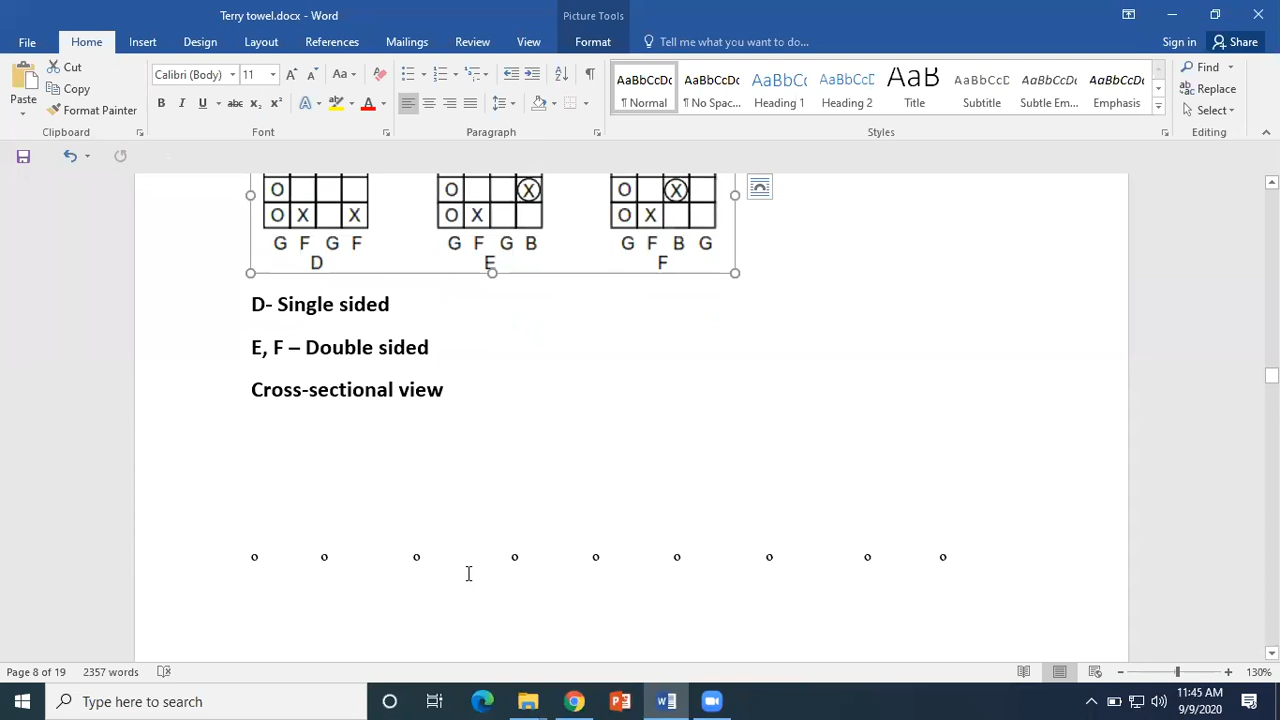 Terry towel.docx - Word
Picture Tools
File Home Insert Design Layout References Mailings Review View Format Tell me what you want to do... Sign in Share
Paste
Cut
Copy
Format Painter
Calibri (Body) 11
AaBbCcDc AaBbCcDc AaBbCc AaBbCcC AaB AaBbCcD AaBbCcDc AaBbCcDc
¶ Normal ¶ No Spac... Heading Heading 2 Title Subtitle Subtle Em... Emphasis
Find
Replace
Select
Clipboard Font Paragraph Styles Editing
O O X O X
O X X O X O X
G F G F G F G B G F B G
D E F
D- Single sided
E, F – Double sided
Cross-sectional view
o o o o o o o o o
Page 8 of 19 2357 words 130%
Type here to search
11:45 AM
9/9/2020